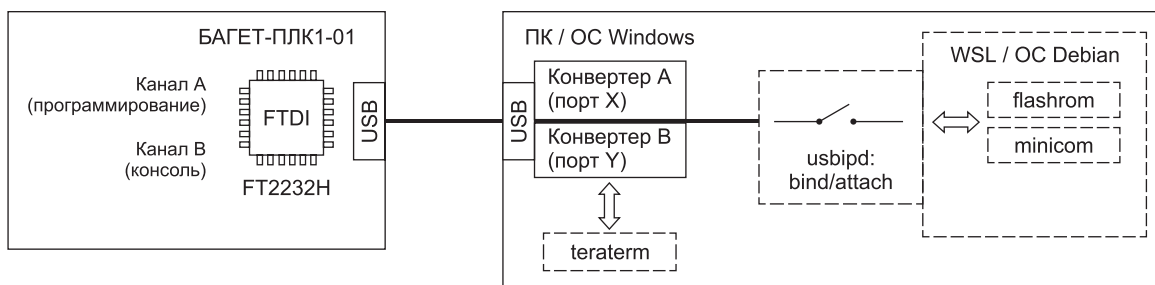 БАГЕТ-ПЛК1-01
Канал A
(программирование)
Канал B
(консоль)
FTDI
FT2232H
USB
ПК / ОС Windows
USB
Конвертер A
(порт X)
Конвертер B
(порт Y)
teraterm
usbipd:
bind/attach
WSL / ОС Debian
flashrom
minicom